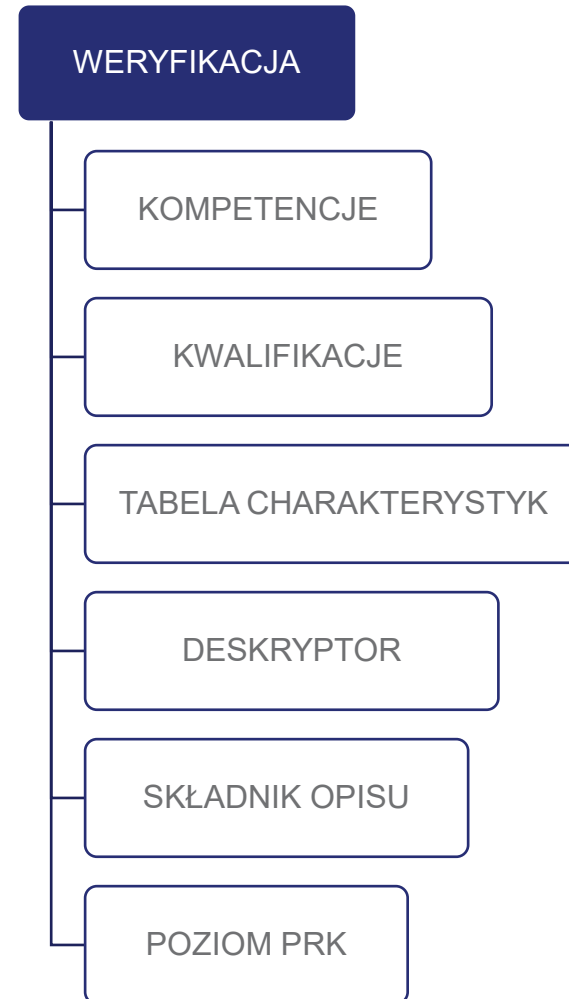 WERYFIKACJA
KOMPETENCJE
KWALIFIKACJE
TABELA CHARAKTERYSTYK
DESKRYPTOR
SKŁADNIK OPISU
POZIOM PRK